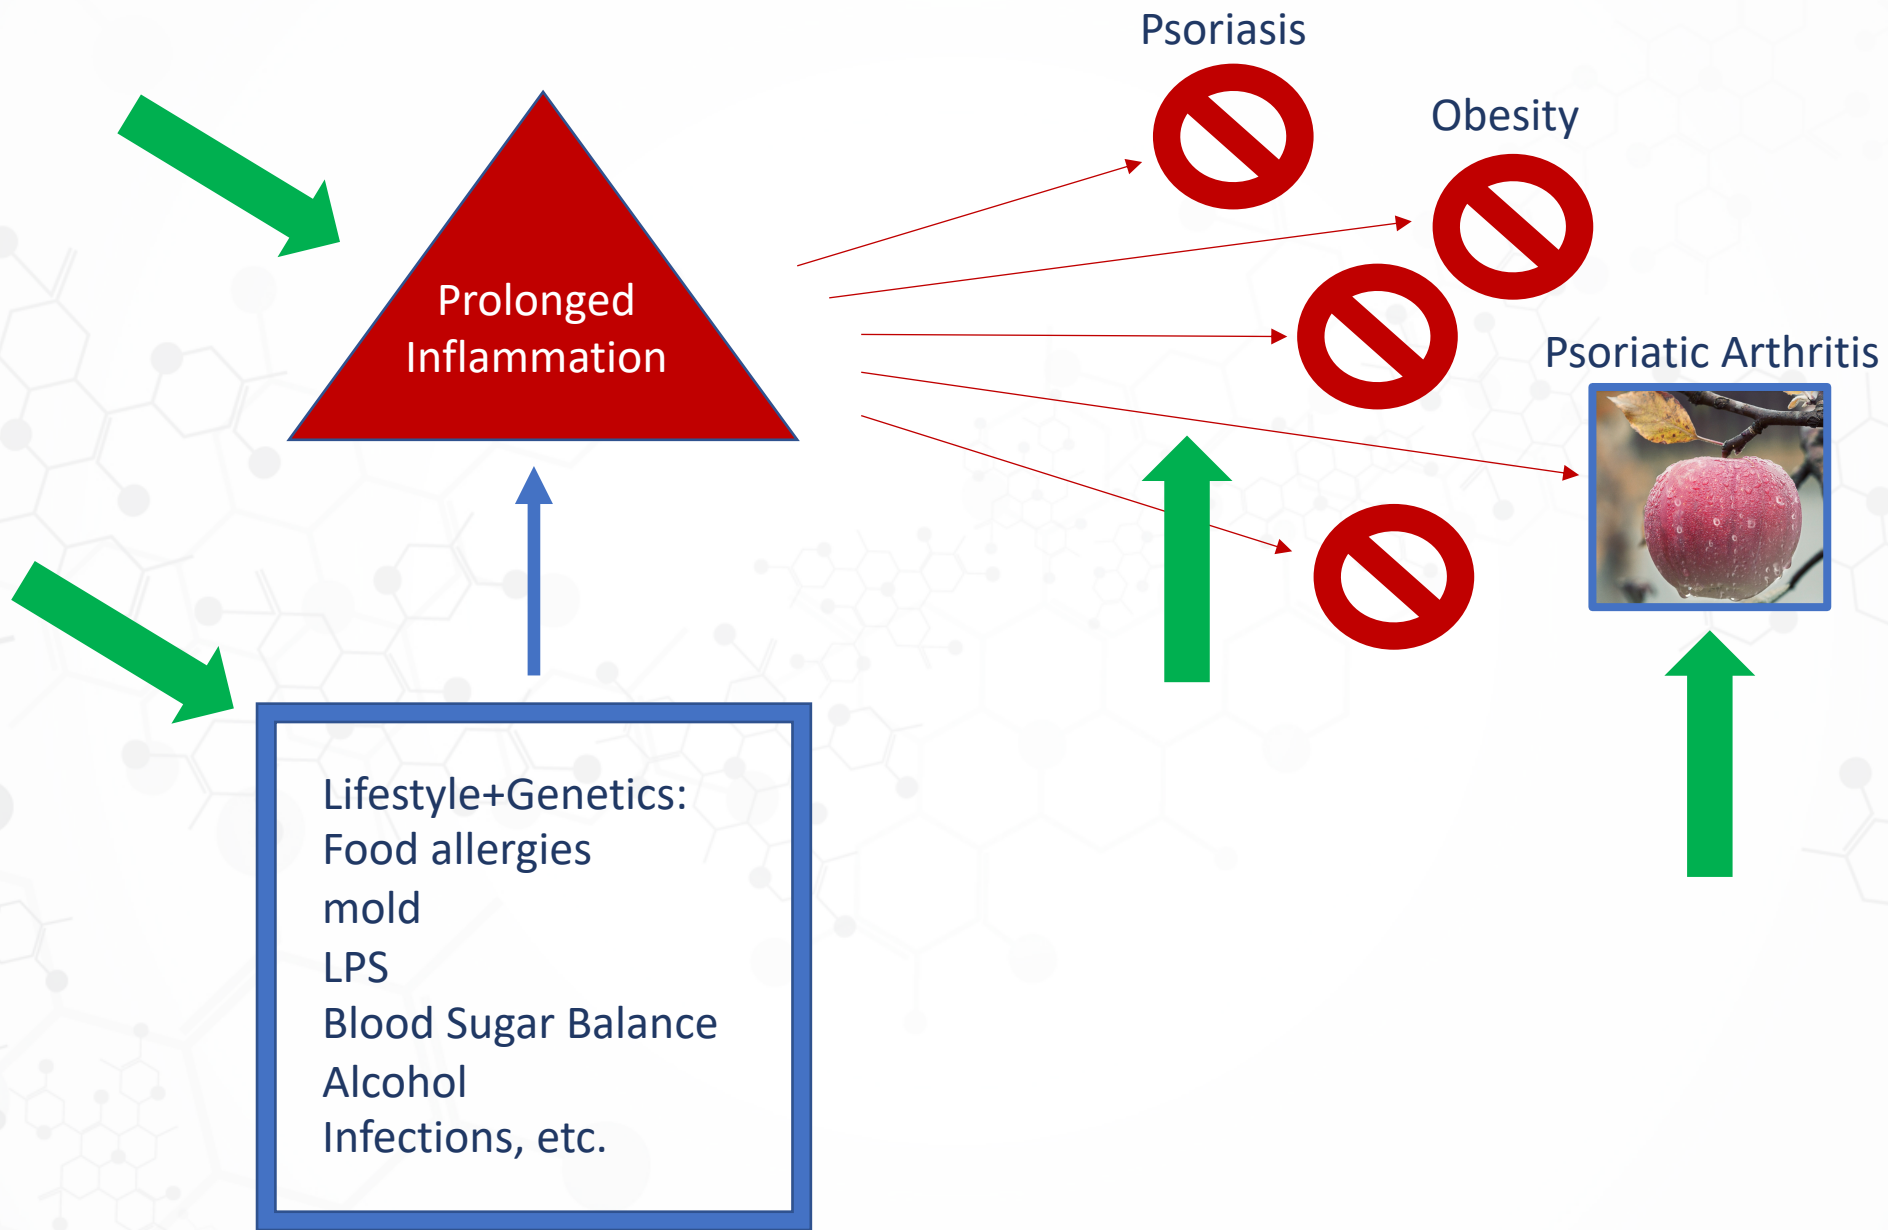 Psoriasis
Obesity
Prolonged
Inflammation
Psoriatic Arthritis
Lifestyle+Genetics:
Food allergies
mold
LPS
Blood Sugar Balance
Alcohol
Infections, etc.